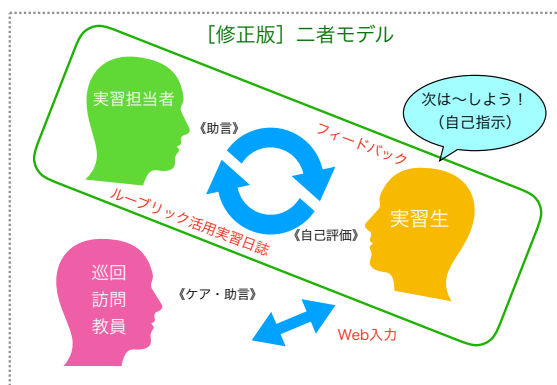 ［修正版］二者モデル
実習担当者
《助言》
フィードバック
次は〜しよう！
（自己指示）
ルーブリック活用実習日誌
《自己評価》
実習生
巡回
訪問
教員
《ケア・助言》
Web入力